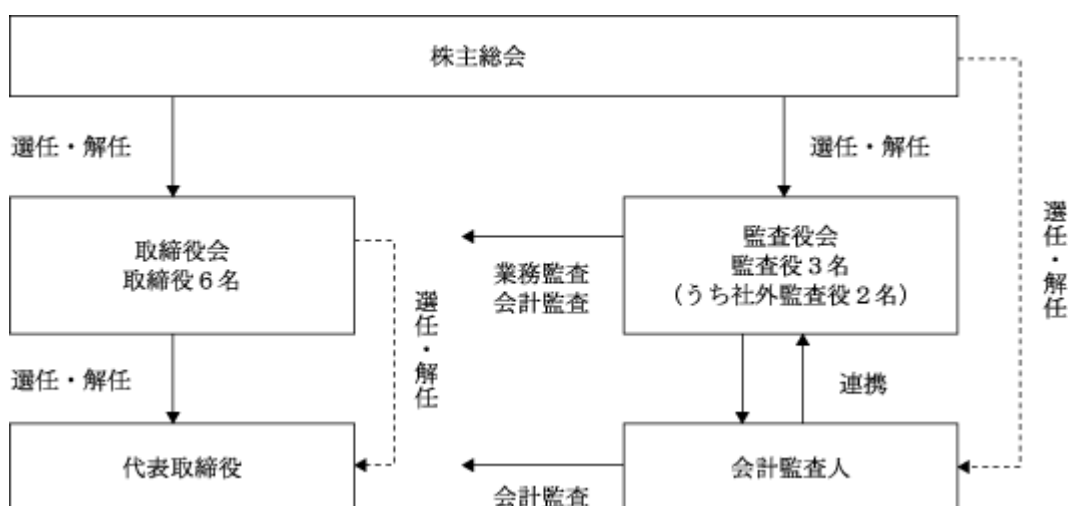 株主総会
選任・解任
選任・解任
選任・解任
取締役会
取締役６名
監査役会
監査役３名
(うち社外監査役２名)
業務監査
会計監査
選任・解任
選任・解任
連携
代表取締役
会計監査人
会計監査